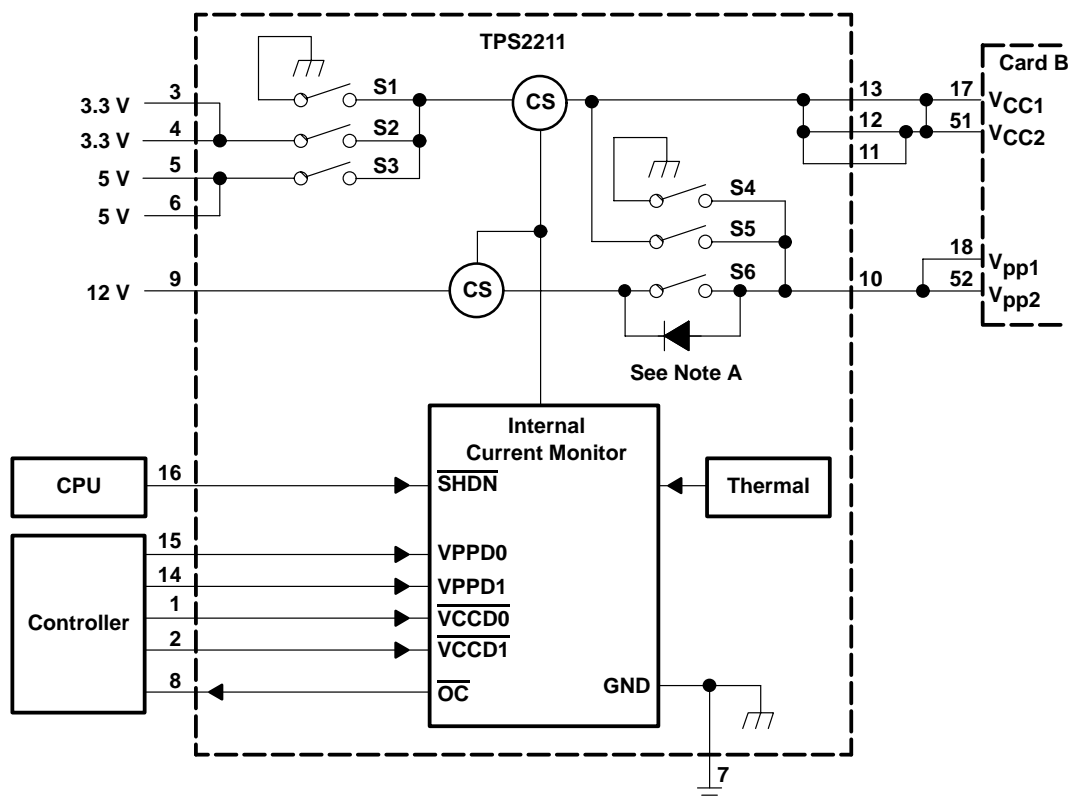 TPS2211
Card B
3.3 V 3
S1
CS
13 17 VCC1
3.3 V 4
S2
12 51 VCC2
5 V 5
S3
11
5 V 6
S4
S5
12 V 9
CS
S6
10
18 Vpp1
52 Vpp2
See Note A
Internal
Current Monitor
CPU
16
SHDN
Thermal
Controller
15 VPPD0
14 VPPD1
1 VCCD0
2 VCCD1
8 OC
GND
7